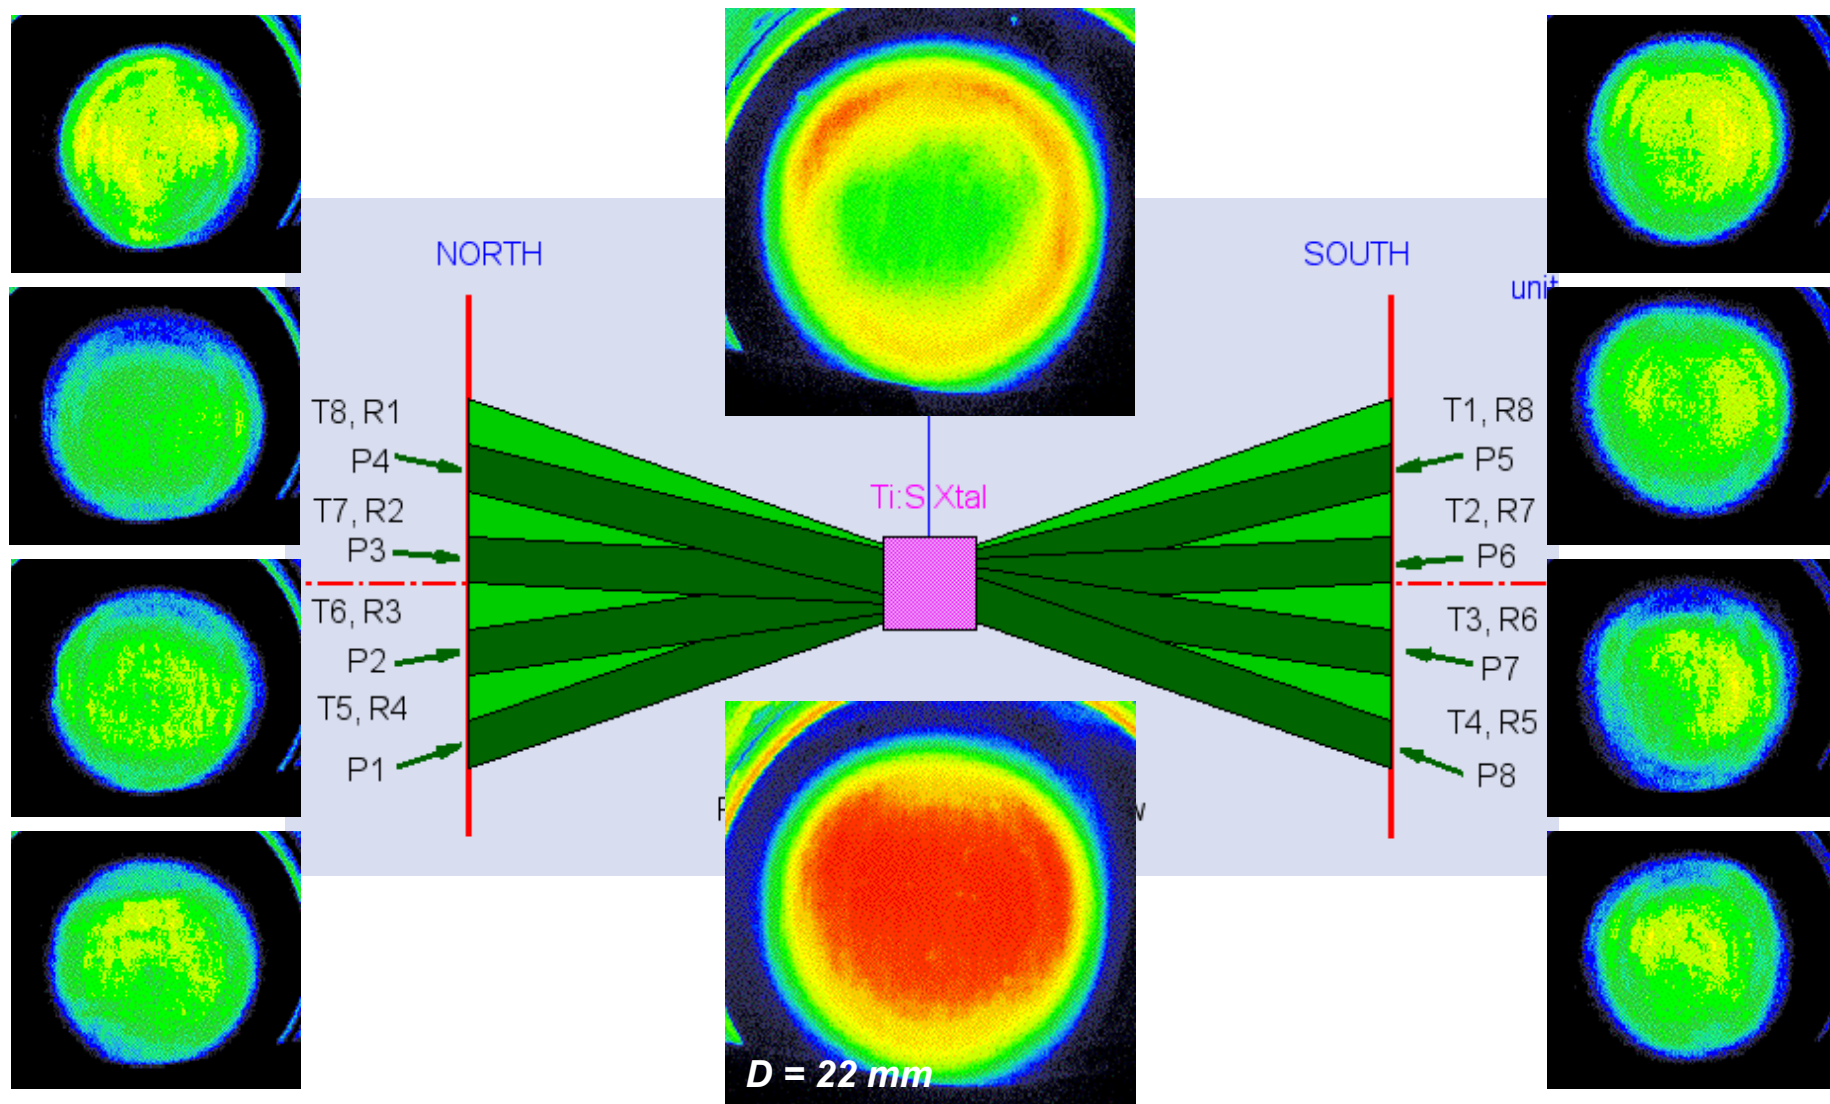 NORTH
SOUTH
unit
T8, R1
P4
T7, R2
P3
T6, R3
P2
T5, R4
P1
Ti:S Xtal
T1, R8
P5
T2, R7
P6
T3, R6
P7
T4, R5
P8
D = 22 mm